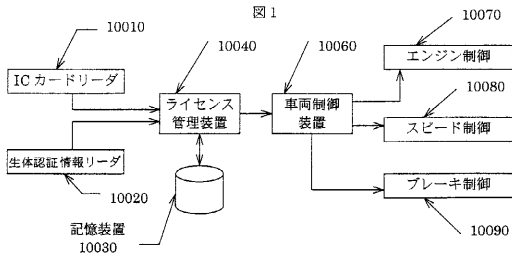 図1
10010
10040
10060
10070
ICカードリーダ
ライセンス
管理装置
車両制御
装置
エンジン制御
10080
スピード制御
生体認証情報リーダ
10020
記憶装置
10030
ブレーキ制御
10090